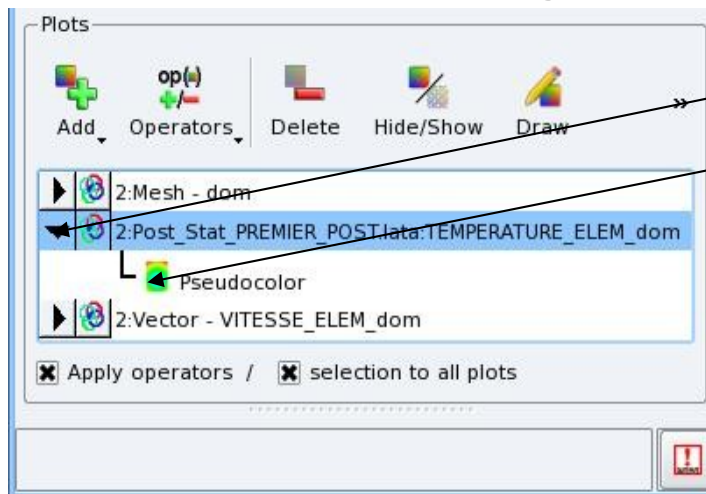 Plots
op(▪)
+/−
Add Operators Delete Hide/Show Draw »
2:Mesh - dom
2:Post_Stat_PREMIER_POST.lata:TEMPERATURE_ELEM_dom
Pseudocolor
2:Vector - VITESSE_ELEM_dom
Apply operators / selection to all plots